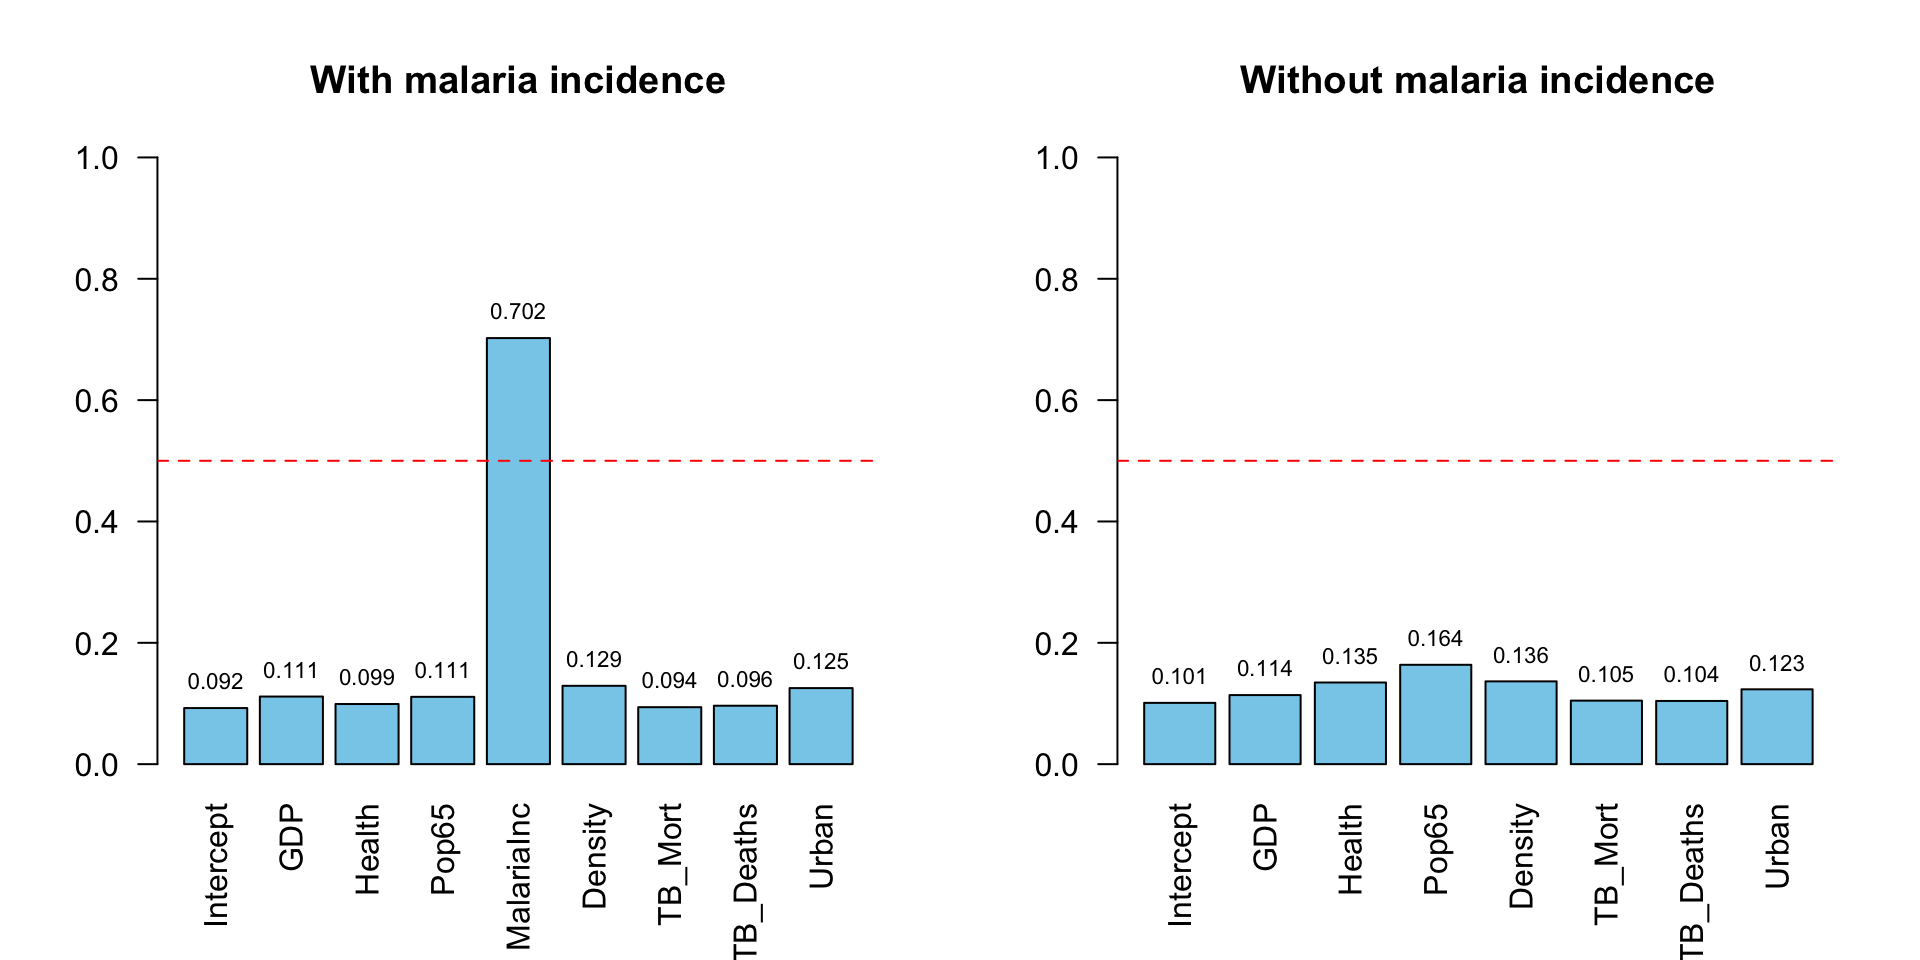 With malaria incidence
1.0
0.8
0.6
0.4
0.2
0.0
0.092
0.111
0.099
0.111
0.702
0.129
0.094
0.096
0.125
Intercept
GDP
Health
Pop65
MalariaInc
Density
TB_Mort
TB_Deaths
Urban
Without malaria incidence
1.0
0.8
0.6
0.4
0.2
0.0
0.101
0.114
0.135
0.164
0.136
0.105
0.104
0.123
Intercept
GDP
Health
Pop65
Density
TB_Mort
TB_Deaths
Urban